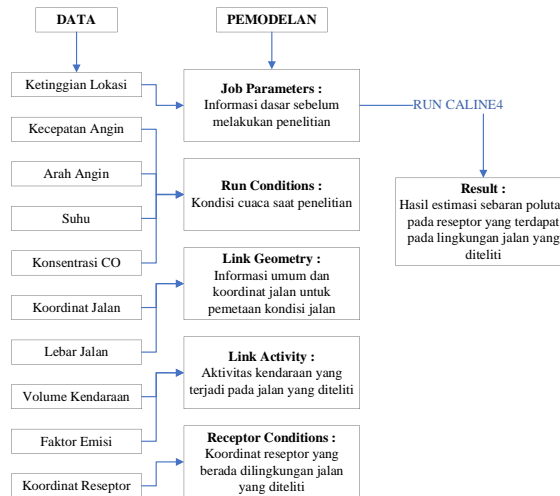 DATA
PEMODELAN
Ketinggian Lokasi
Kecepatan Angin
Arah Angin
Suhu
Konsentrasi CO
Koordinat Jalan
Lebar Jalan
Volume Kendaraan
Faktor Emisi
Koordinat Reseptor
Job Parameters :
Informasi dasar sebelum
melakukan penelitian
Run Conditions :
Kondisi cuaca saat penelitian
Link Geometry :
Informasi umum dan
koordinat jalan untuk
pemetaan kondisi jalan
Link Activity :
Aktivitas kendaraan yang
terjadi pada jalan yang diteliti
Receptor Conditions :
Koordinat reseptor yang
berada dilingkungan jalan
yang diteliti
RUN CALINE4
Result :
Hasil estimasi sebaran poluta
pada reseptor yang terdapat
pada lingkungan jalan yang
diteliti